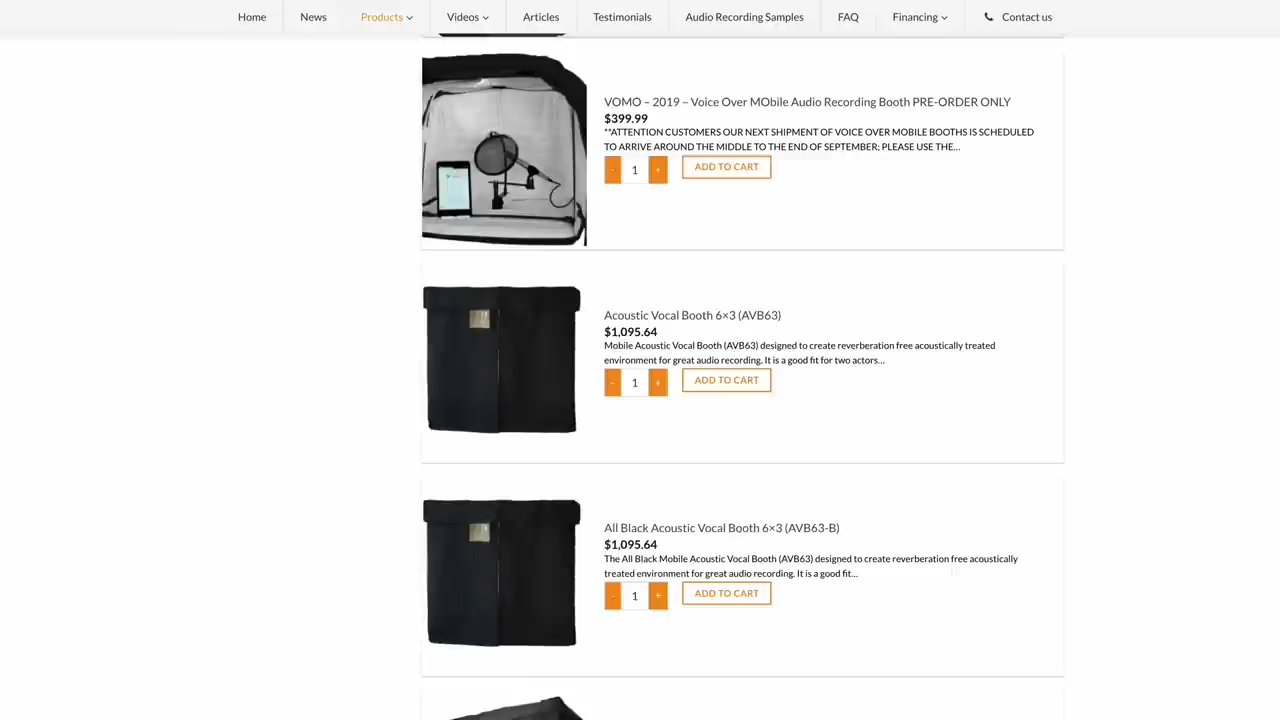 Home
News
Products
Videos
Articles
Testimonials
Audio Recording Samples
FAQ
Financing
Contact us
VOMO – 2019 – Voice Over MObile Audio Recording Booth PRE-ORDER ONLY
$399.99
**ATTENTION CUSTOMERS OUR NEXT SHIPMENT OF VOICE OVER MOBILE BOOTHS IS SCHEDULED
TO ARRIVE AROUND THE MIDDLE TO THE END OF SEPTEMBER; PLEASE USE THE…
- 1 + ADD TO CART
Acoustic Vocal Booth 6×3 (AVB63)
$1,095.64
Mobile Acoustic Vocal Booth (AVB63) designed to create reverberation free acoustically treated
environment for great audio recording. It is a good fit for two actors…
- 1 + ADD TO CART
All Black Acoustic Vocal Booth 6×3 (AVB63-B)
$1,095.64
The All Black Mobile Acoustic Vocal Booth (AVB63) designed to create reverberation free acoustically
treated environment for great audio recording. It is a good fit…
- 1 + ADD TO CART